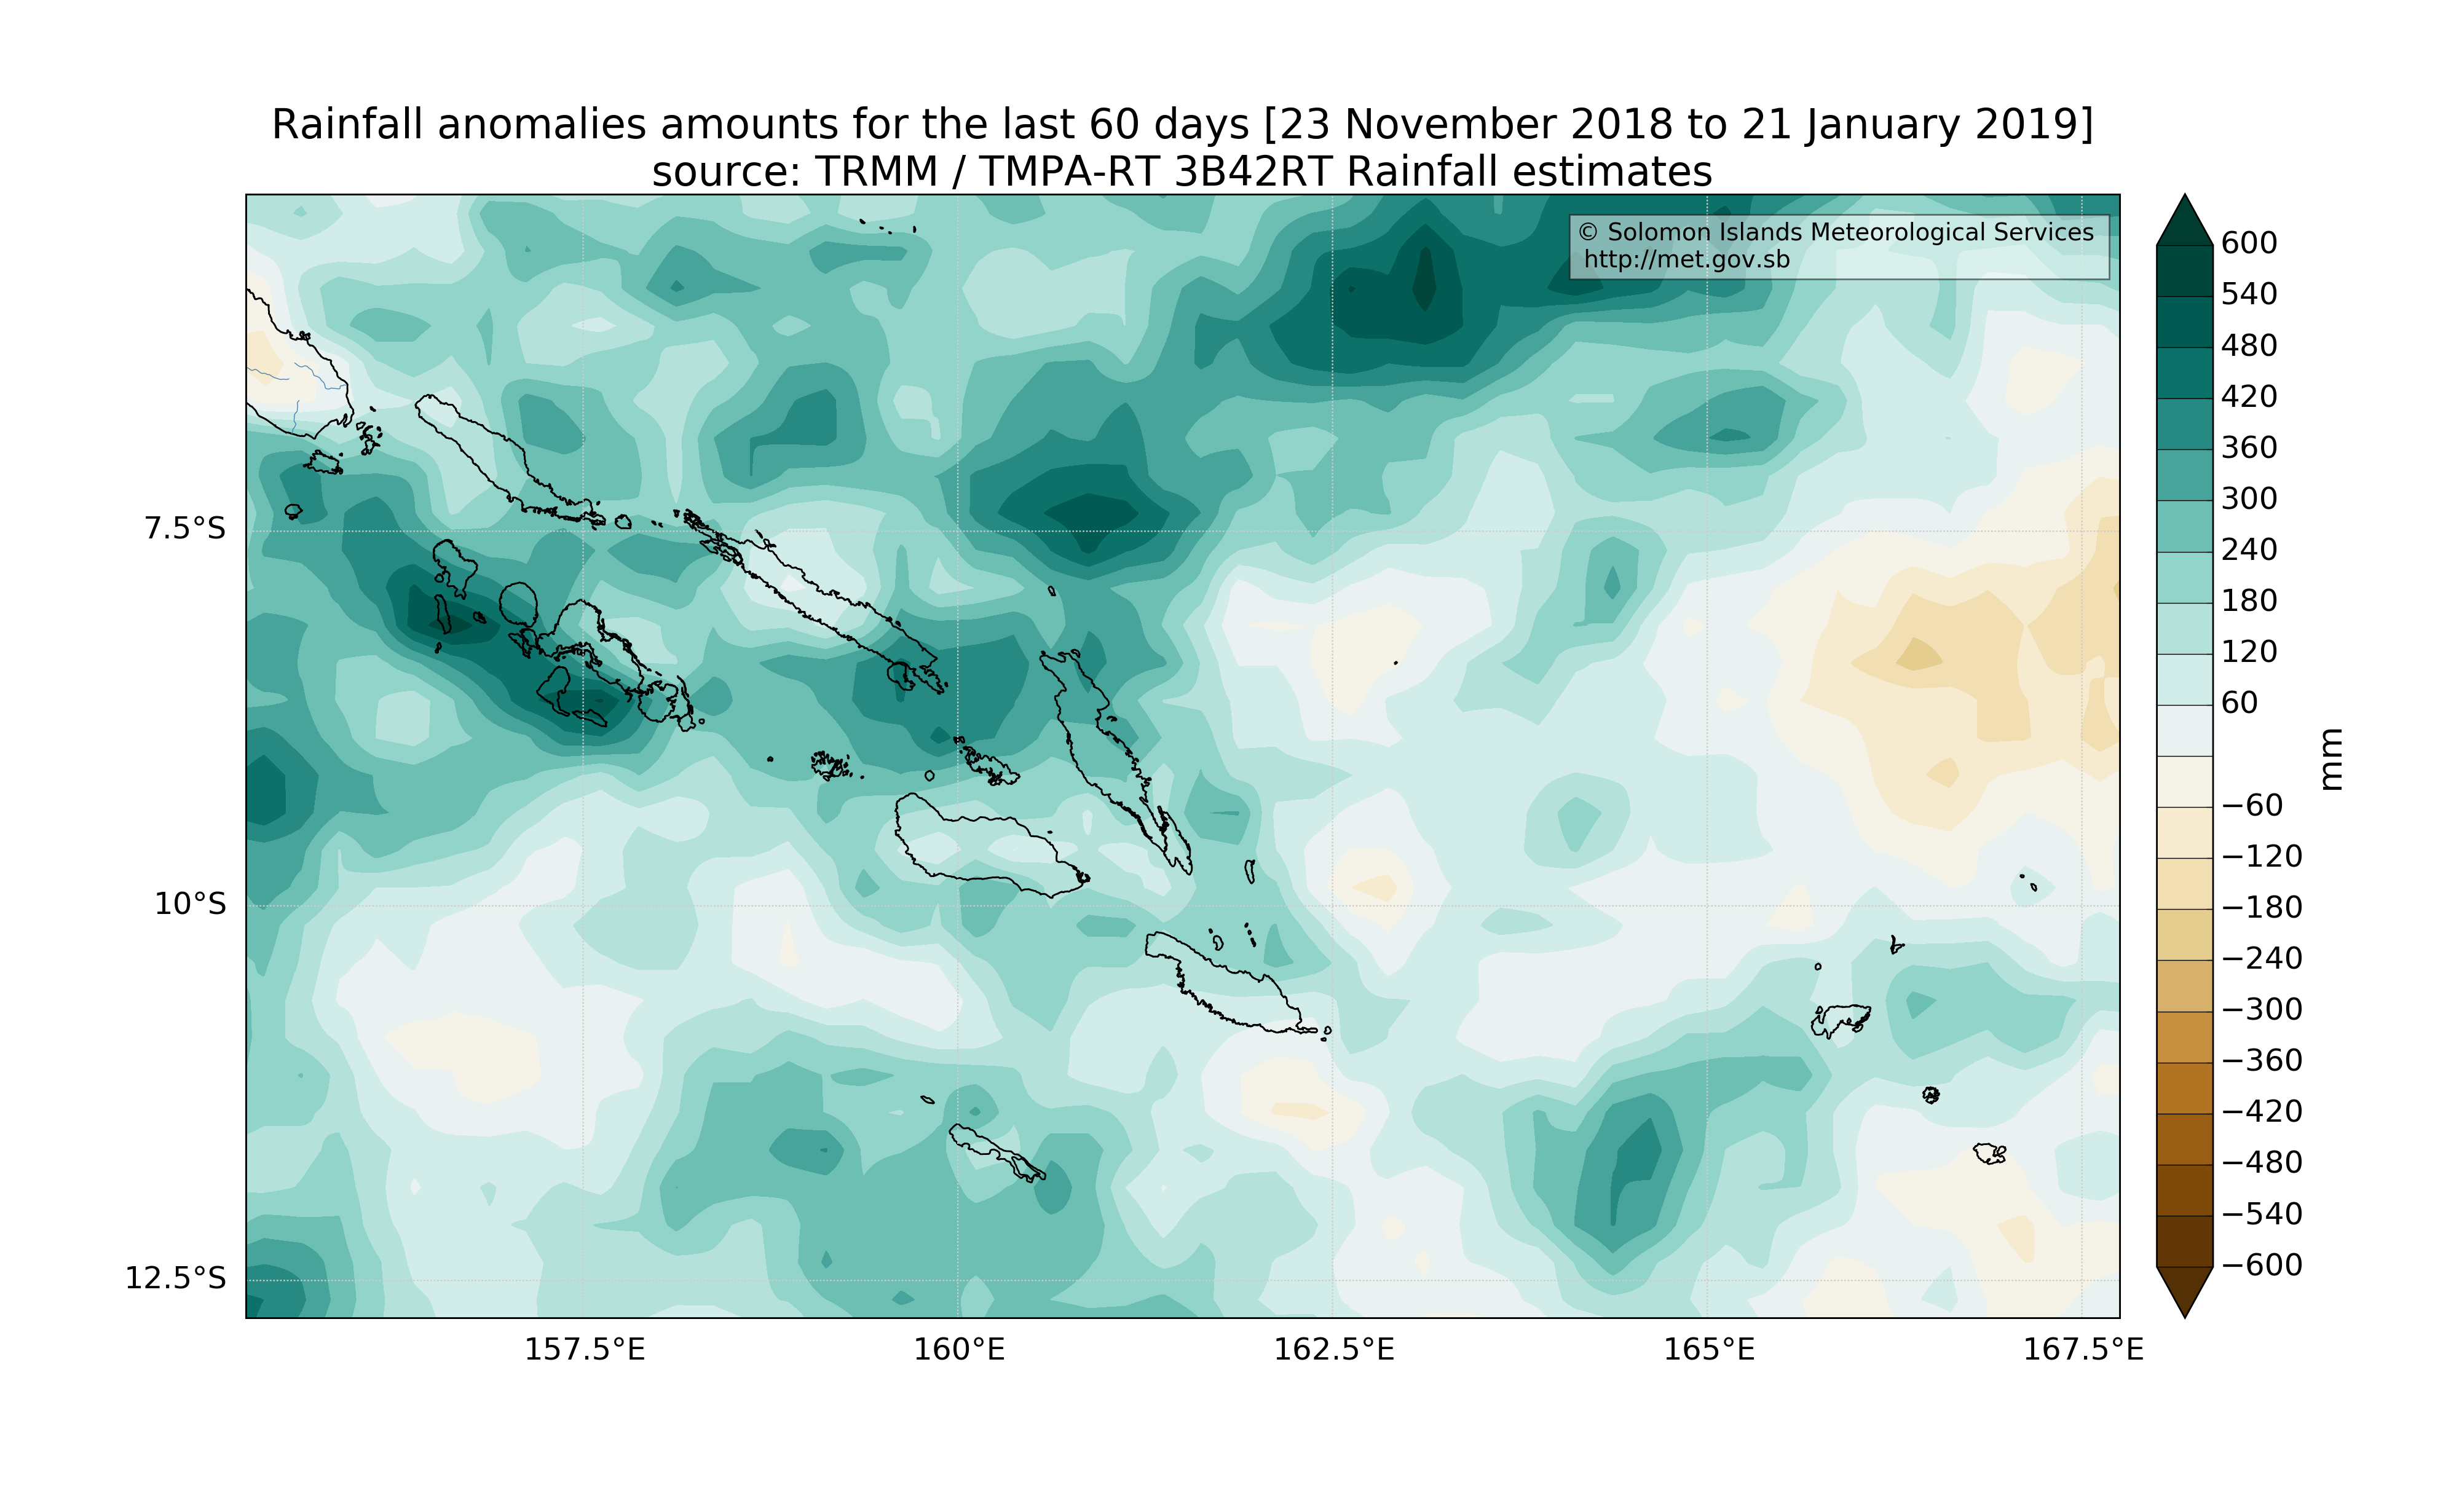 Rainfall anomalies amounts for the last 60 days [23 November 2018 to 21 January 2019]
source: TRMM / TMPA-RT 3B42RT Rainfall estimates
© Solomon Islands Meteorological Services
http://met.gov.sb
7.5°S
10°S
12.5°S
157.5°E
160°E
162.5°E
165°E
167.5°E
600
540
480
420
360
300
240
180
120
60
−60
−120
−180
−240
−300
−360
−420
−480
−540
−600
mm